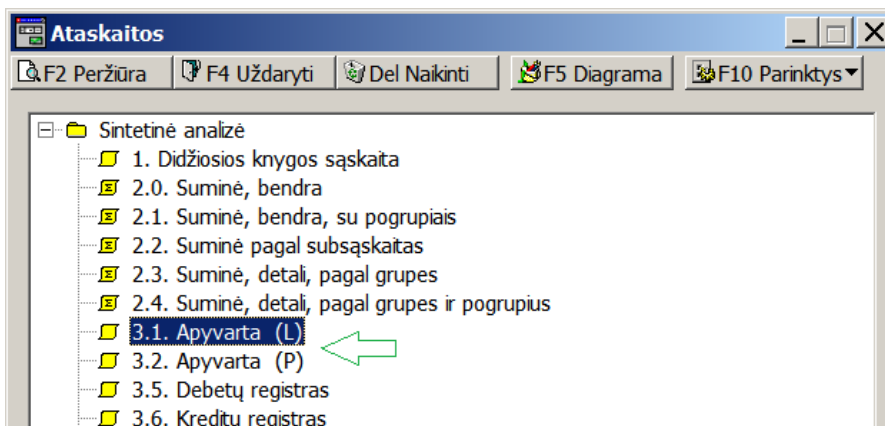 Ataskaitos
F2 Peržiūra F4 Uždaryti Del Naikinti F5 Diagrama F10 Parinktys
Sintetinė analizė
1. Didžiosios knygos sąskaita
2.0. Suminė, bendra
2.1. Suminė, bendra, su pogrupiais
2.2. Suminė pagal subsąskaitas
2.3. Suminė, detali, pagal grupes
2.4. Suminė, detali, pagal grupes ir pogrupius
3.1. Apyvarta (L)
3.2. Apyvarta (P)
3.5. Debetų registras
3.6. Kreditu registras